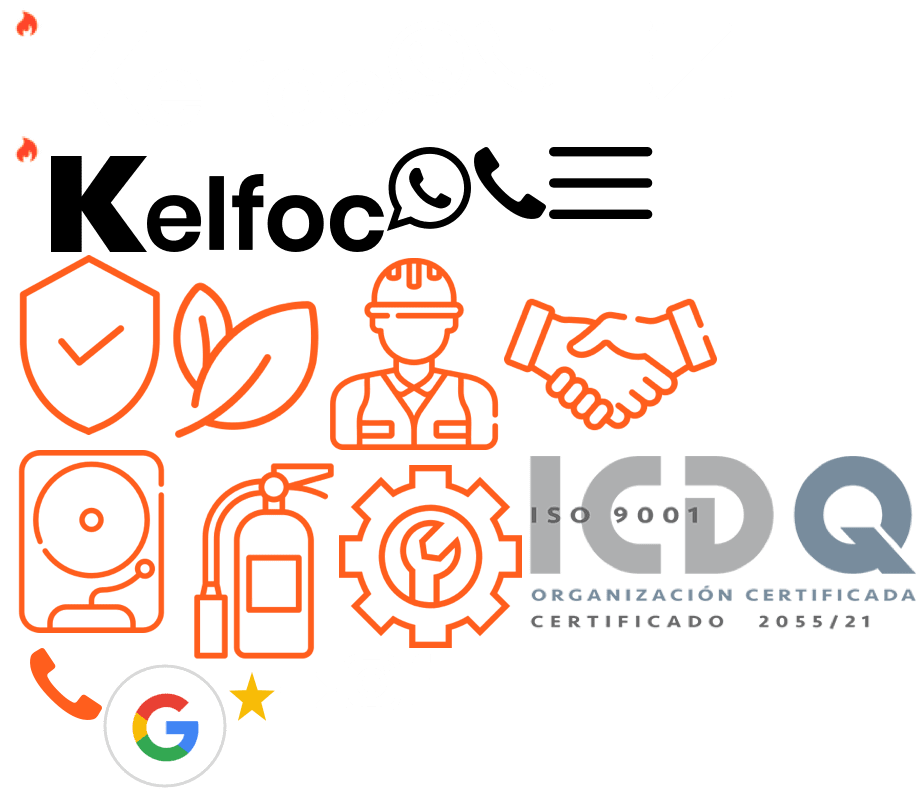 Kelfoc
ICDQ
ISO 9001
ORGANIZACIÓN CERTIFICADA
CERTIFICADO 2055/21
G